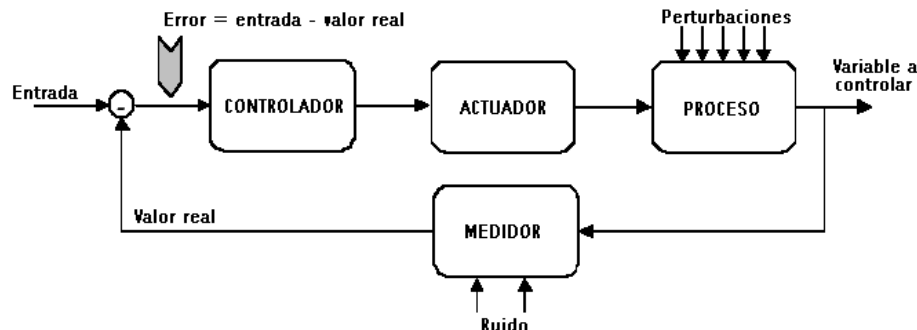 Error = entrada - valor real
Perturbaciones
Variable a
controlar
Entrada
-
CONTROLADOR
ACTUADOR
PROCESO
Valor real
MEDIDOR
Ruido